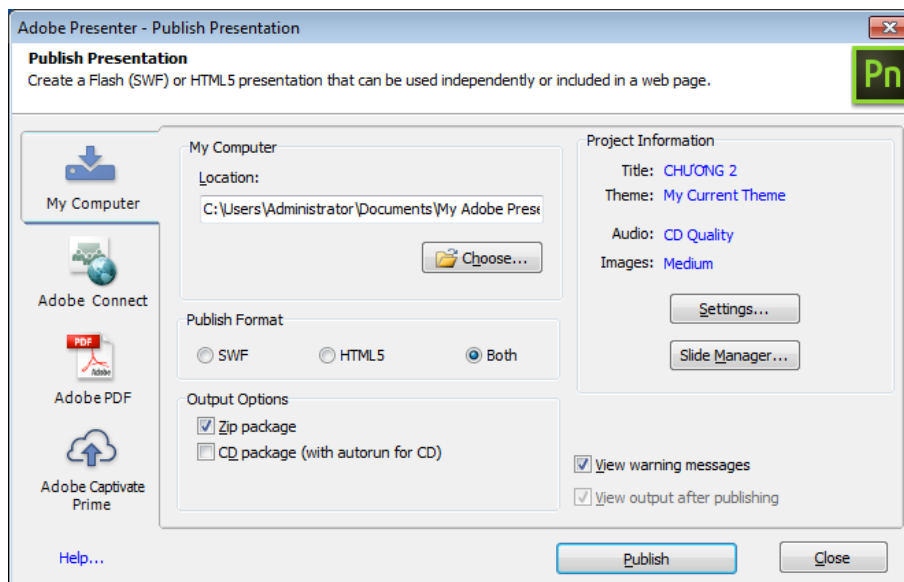 Adobe Presenter - Publish Presentation
Publish Presentation
Create a Flash (SWF) or HTML5 presentation that can be used independently or included in a web page.
Pn
My Computer
Adobe Connect
PDF
Adobe
Adobe PDF
Adobe Captivate
Prime
Help...
My Computer
Location:
C:\Users\Administrator\Documents\My Adobe Prese
Choose...
Publish Format
SWF
HTML5
Both
Output Options
Zip package
CD package (with autorun for CD)
Project Information
Title: CHƯƠNG 2
Theme: My Current Theme
Audio: CD Quality
Images: Medium
Settings...
Slide Manager...
View warning messages
View output after publishing
Publish
Close